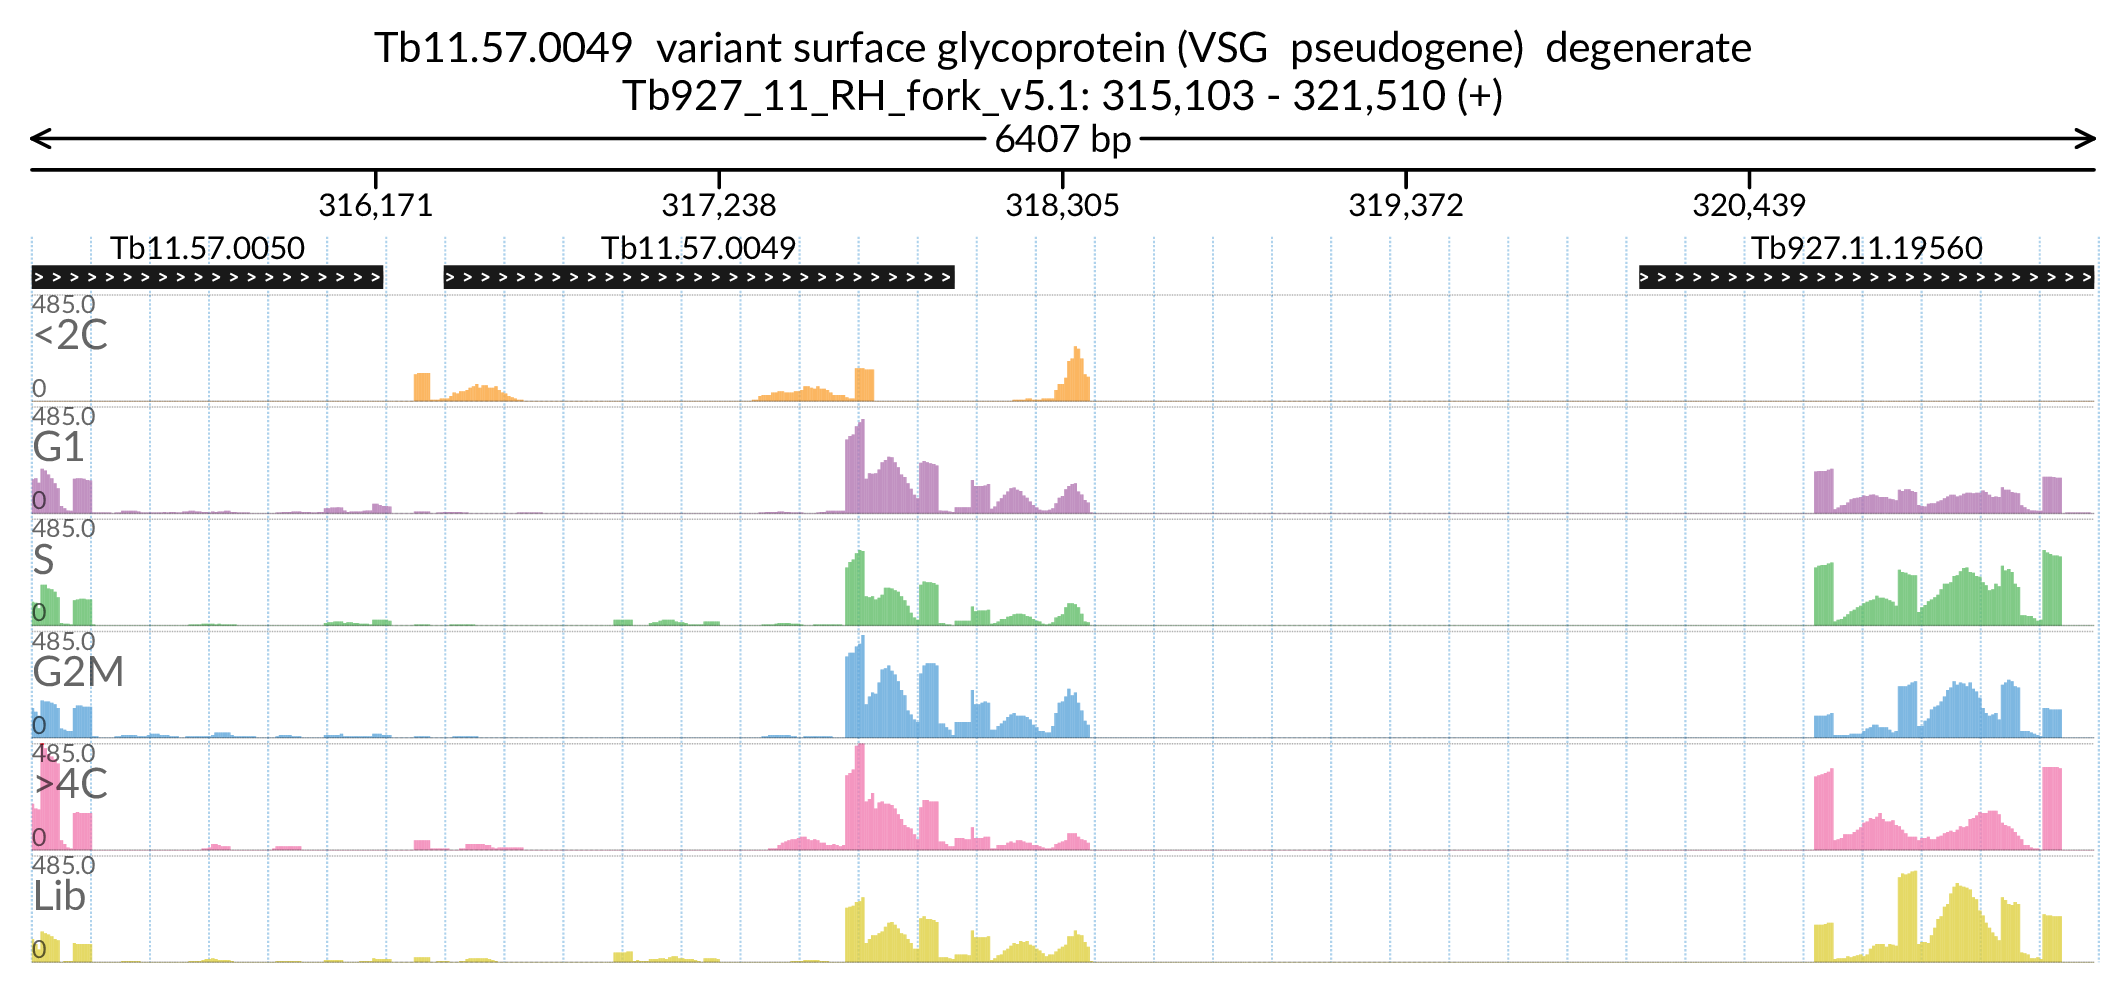 Tb11.57.0049 variant surface glycoprotein (VSG pseudogene) degenerate
Tb927_11_RH_fork_v5.1: 315,103 - 321,510 (+)
6407 bp
316,171 317,238 318,305 319,372 320,439
Tb11.57.0050 Tb11.57.0049 Tb927.11.19560
485.0
<2C
0
485.0
G1
0
485.0
S
0
485.0
G2M
0
485.0
>4C
0
485.0
Lib
0